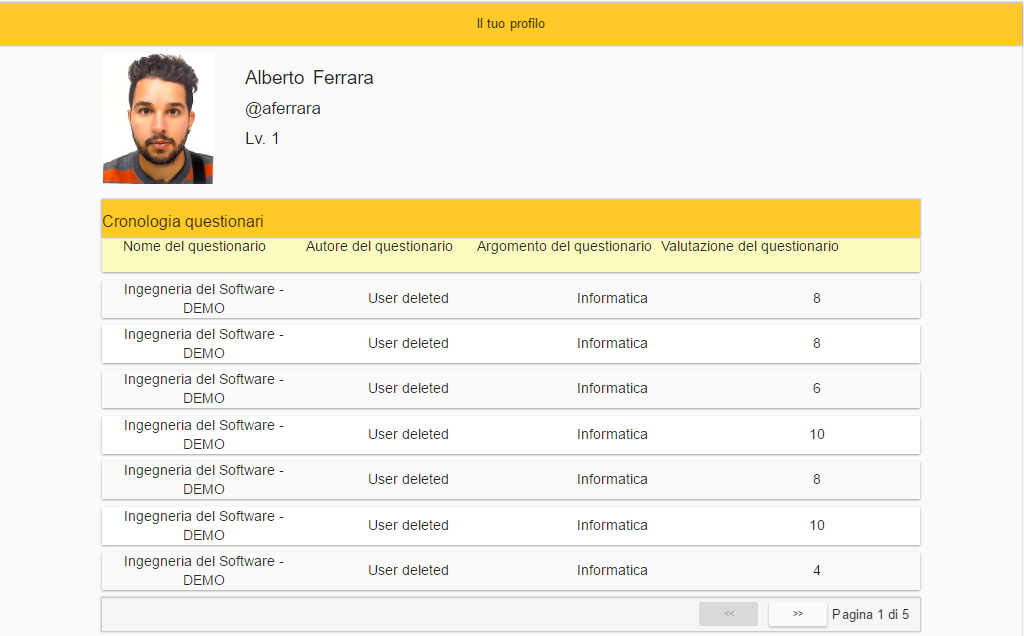 Il tuo profilo
Alberto Ferrara
@aferrara
Lv. 1
Cronologia questionari
Nome del questionario Autore del questionario Argomento del questionario Valutazione del questionario
Ingegneria del Software -
DEMO
User deleted Informatica 8
Ingegneria del Software -
DEMO
User deleted Informatica 8
Ingegneria del Software -
DEMO
User deleted Informatica 6
Ingegneria del Software -
DEMO
User deleted Informatica 10
Ingegneria del Software -
DEMO
User deleted Informatica 8
Ingegneria del Software -
DEMO
User deleted Informatica 10
Ingegneria del Software -
DEMO
User deleted Informatica 4
<< >> Pagina 1 di 5